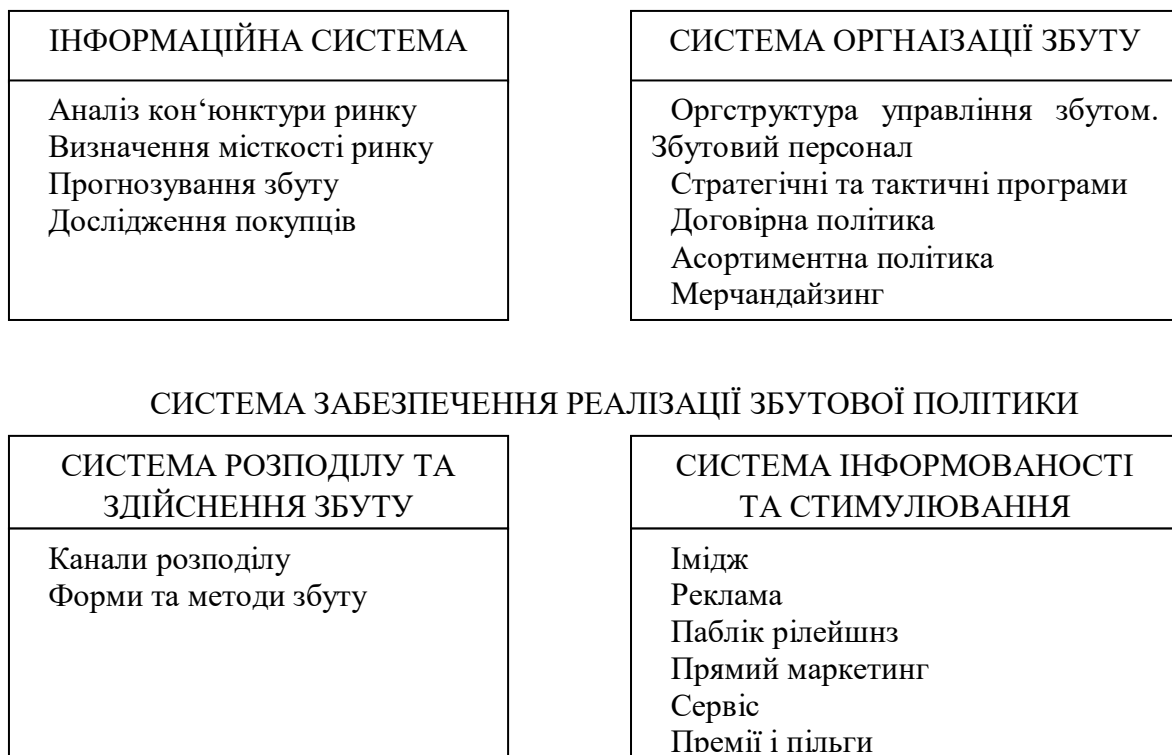 ІНФОРМАЦІЙНА СИСТЕМА
Аналіз кон‘юнктури ринку
Визначення місткості ринку
Прогнозування збуту
Дослідження покупців
СИСТЕМА ОРГНАІЗАЦІЇ ЗБУТУ
Оргструктура управління збутом.
Збутовий персонал
Стратегічні та тактичні програми
Договірна політика
Асортиментна політика
Мерчандайзинг
СИСТЕМА ЗАБЕЗПЕЧЕННЯ РЕАЛІЗАЦІЇ ЗБУТОВОЇ ПОЛІТИКИ
СИСТЕМА РОЗПОДІЛУ ТА
ЗДІЙСНЕННЯ ЗБУТУ
Канали розподілу
Форми та методи збуту
СИСТЕМА ІНФОРМОВАНОСТІ
ТА СТИМУЛЮВАННЯ
Імідж
Реклама
Паблік рілейшнз
Прямий маркетинг
Сервіс
Премії і пільги